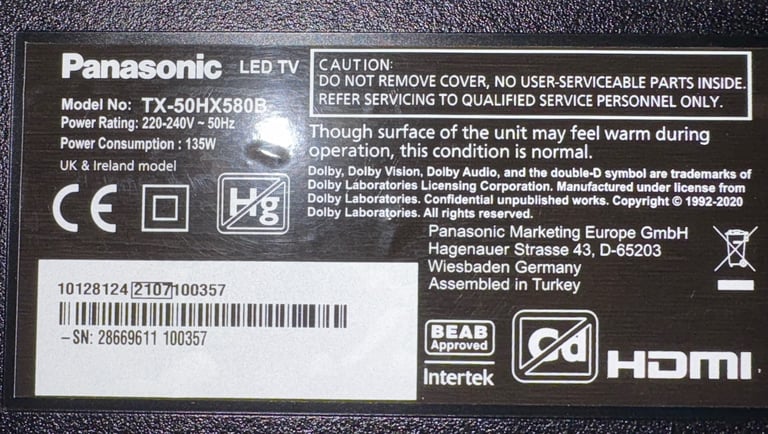 Panasonic LED TV
Model No: TX-50HX580B
Power Rating: 220-240V ~ 50Hz
Power Consumption : 135W
UK & Ireland model
CE
Hg
CAUTION:
DO NOT REMOVE COVER, NO USER-SERVICEABLE PARTS INSIDE.
REFER SERVICING TO QUALIFIED SERVICE PERSONNEL ONLY.
Though surface of the unit may feel warm during
operation, this condition is normal.
Dolby, Dolby Vision, Dolby Audio, and the double-D symbol are trademarks of
Dolby Laboratories Licensing Corporation. Manufactured under license from
Dolby Laboratories. Confidential unpublished works. Copyright © 1992-2020
Dolby Laboratories. All rights reserved.
Panasonic Marketing Europe GmbH
Hagenauer Strasse 43, D-65203
Wiesbaden Germany
Assembled in Turkey
10128124 2107 100357
–SN: 28669611 100357
BEAB
Approved
Intertek
Cd
HDMI